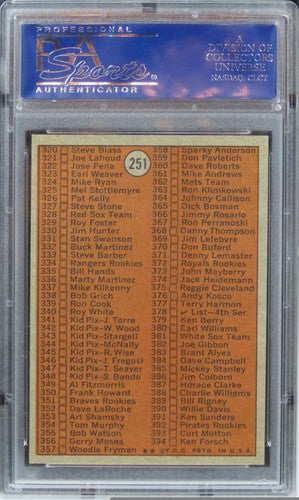 PROFESSIONAL
PSA
Sports
AUTHENTICATOR
A
DIVISION OF
COLLECTORS
UNIVERSE
NASDAQ: CLCT
251
320 Steve Blass
321 Joe Lahoud
322 Jose Pena
323 Earl Weaver
324 Mike Ryan
325 Mel Stottlemyre
326 Pat Kelly
327 Steve Stone
328 Red Sox Team
329 Roy Foster
330 Jim Hunter
331 Stan Swanson
332 Buck Martinez
333 Steve Barber
334 Rangers Rookies
335 Bill Hands
336 Marty Martinez
337 Mike Kilkenny
338 Bob Grich
339 Ron Cook
340 Roy White
341 Kid Pix-J. Torre
342 Kid Pix-W. Wood
343 Kid Pix-Stargell
344 Kid Pix-McNally
345 Kid Pix-R. Wise
346 Kid Pix-J. Fregosi
347 Kid Pix-T. Seaver
348 Kid Pix-S. Bando
349 Al Fitzmorris
350 Frank Howard
351 Braves Rookies
352 Dave LaRoche
353 Art Shamsky
354 Tom Murphy
355 Bob Watson
356 Gerry Moses
357 Woodie Fryman
358 Sparky Anderson
359 Don Pavletich
360 Dave Roberts
361 Mike Andrews
362 Mets Team
363 Ron Klimkowski
364 Johnny Callison
365 Dick Bosman
366 Jimmy Rosario
367 Ron Perranoski
368 Danny Thompson
369 Jim Lefebvre
370 Don Buford
371 Denny Lemaster
372 Royals Rookies
373 John Mayberry
374 Jack Heidemann
375 Reggie Cleveland
376 Andy Kosco
377 Terry Harmon
378 List-4th Ser.
379 Ken Berry
380 Earl Williams
381 White Sox Team
382 Joe Gibbon
383 Brant Alyea
384 Dave Campbell
385 Mickey Stanley
386 Jim Colborn
387 Horace Clarke
388 Charlie Williams
389 Bill Rigney
390 Willie Davis
391 Ken Sanders
392 Pirates Rookies
393 Curt Motton
394 Ken Forsch
© T.C.G. PRTD. IN U.S.A.